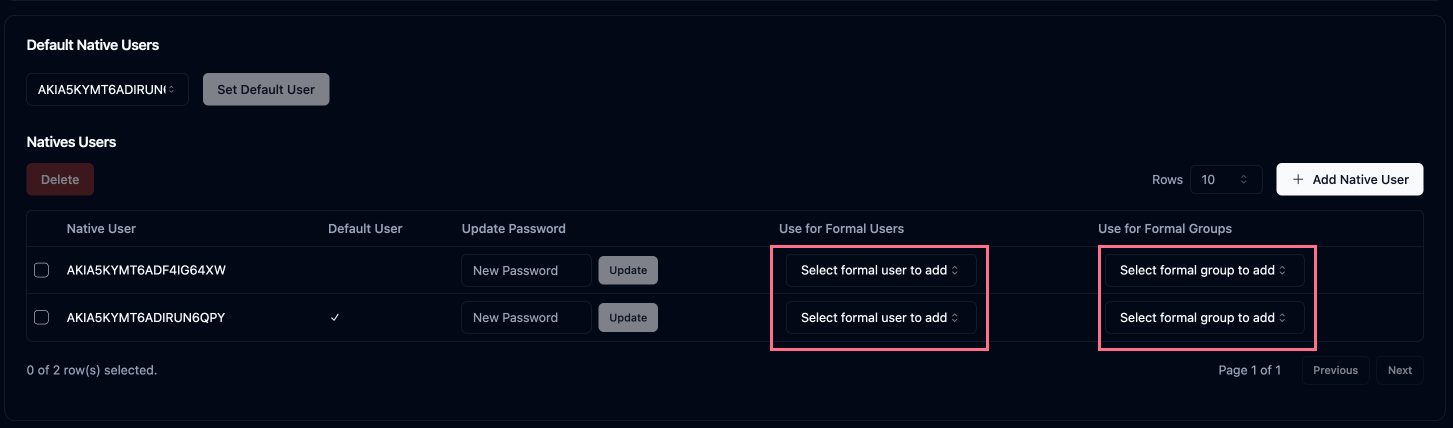 Default Native Users
AKIA5KYMT6ADIRUN Set Default User
Natives Users
Delete Rows 10 + Add Native User
Native User Default User Update Password Use for Formal Users Use for Formal Groups
AKIA5KYMT6ADF4IG64XW New Password Update Select formal user to add Select formal group to add
AKIA5KYMT6ADIRUN6QPY ✓ New Password Update Select formal user to add Select formal group to add
0 of 2 row(s) selected. Page 1 of 1 Previous Next